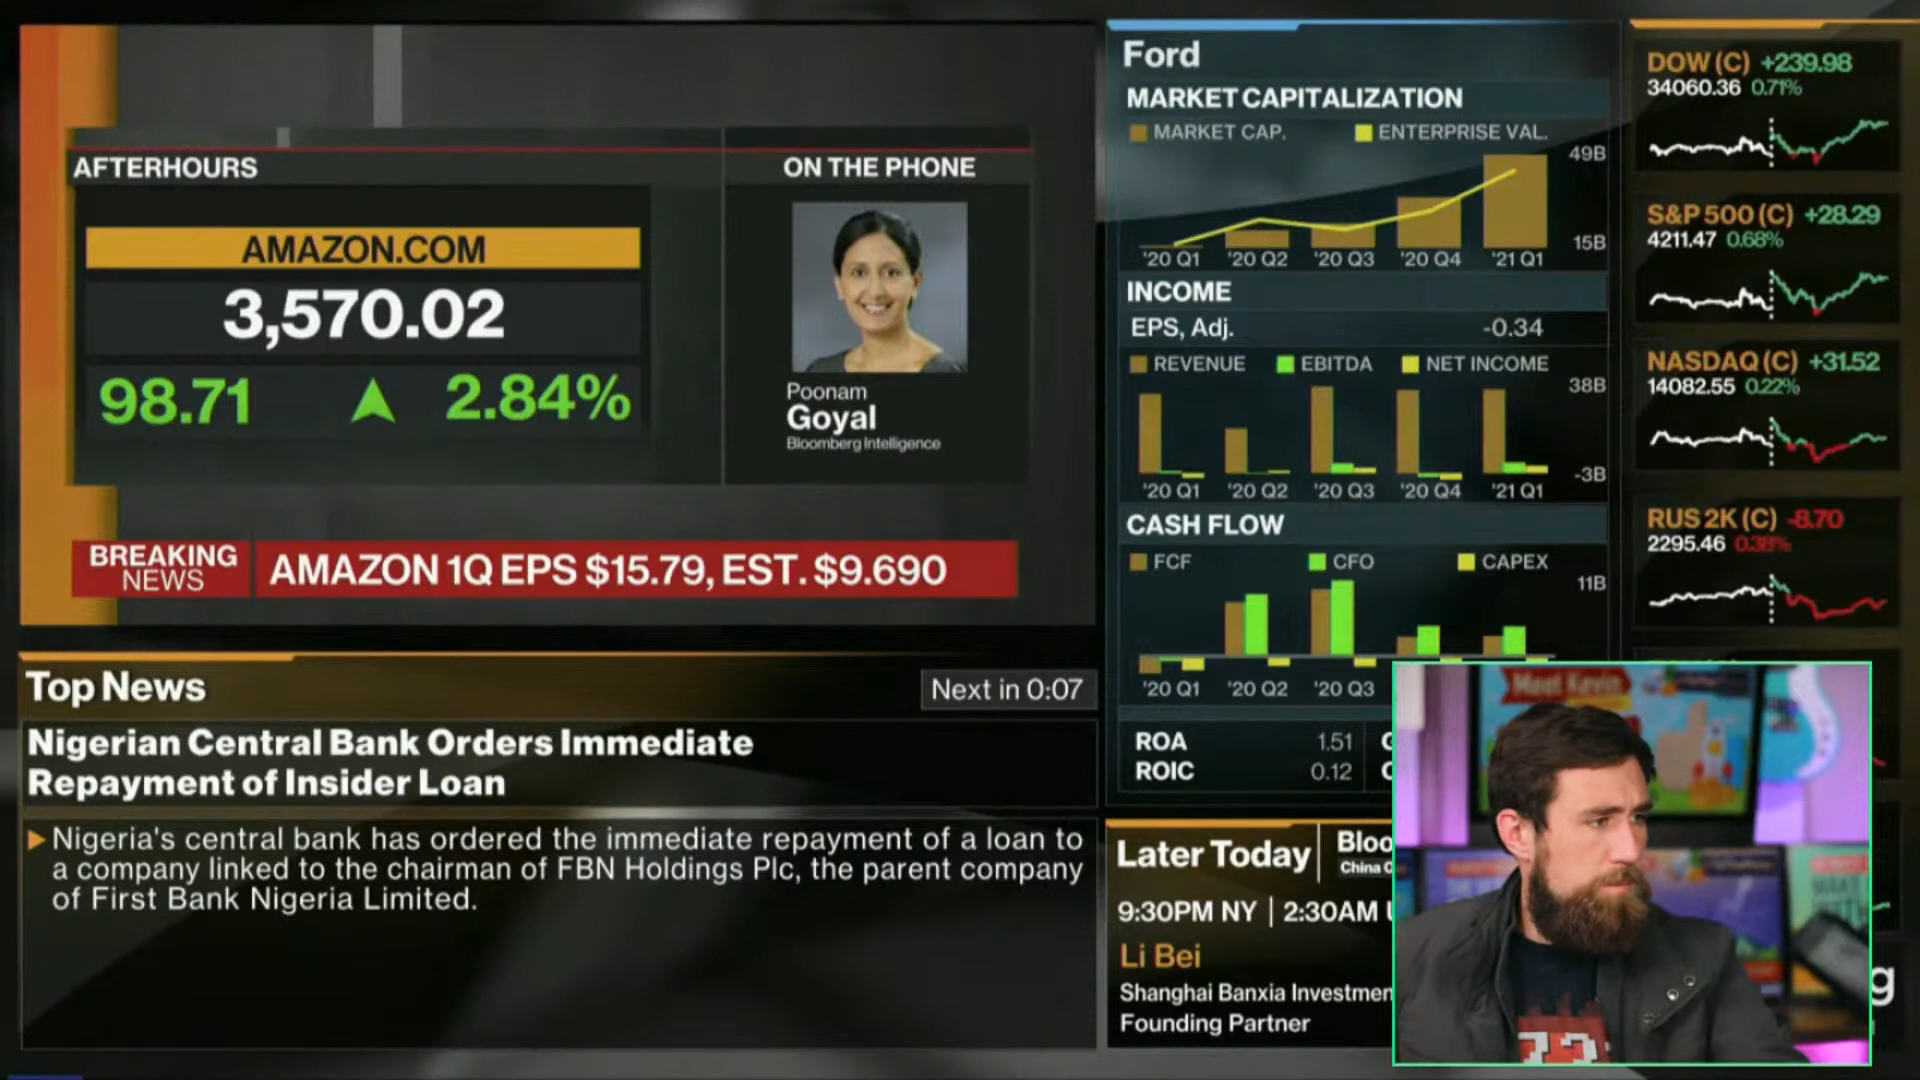 AFTERHOURS
AMAZON.COM
3,570.02
98.71 2.84%
ON THE PHONE
Poonam
Goyal
Bloomberg Intelligence
BREAKING
NEWS
AMAZON 1Q EPS $15.79, EST. $9.690
Top News
Next in 0:07
Nigerian Central Bank Orders Immediate
Repayment of Insider Loan
Nigeria's central bank has ordered the immediate repayment of a loan to
a company linked to the chairman of FBN Holdings Plc, the parent company
of First Bank Nigeria Limited.
Ford
MARKET CAPITALIZATION
MARKET CAP. ENTERPRISE VAL.
49B
15B
'20 Q1 '20 Q2 '20 Q3 '20 Q4 '21 Q1
INCOME
EPS, Adj. -0.34
REVENUE EBITDA NET INCOME
38B
-3B
'20 Q1 '20 Q2 '20 Q3 '20 Q4 '21 Q1
CASH FLOW
FCF CFO CAPEX
11B
'20 Q1 '20 Q2 '20 Q3
ROA 1.51 C
ROIC 0.12 C
Later Today
Bloo
China O
9:30PM NY | 2:30AM U
Li Bei
Shanghai Banxia Investmen
Founding Partner
DOW (C) +239.98
34060.36 0.71%
S&P 500 (C) +28.29
4211.47 0.68%
NASDAQ (C) +31.52
14082.55 0.22%
RUS 2K (C) -8.70
2295.46 0.38%
Meet Kevin
g